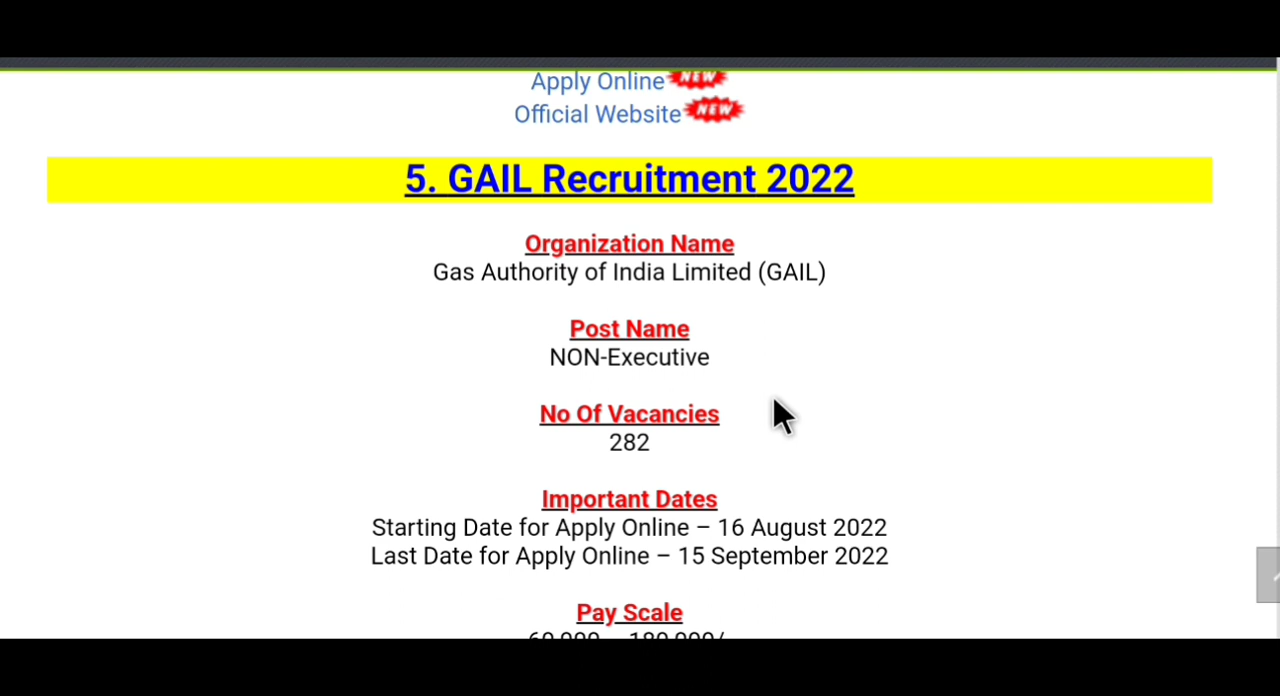 Apply Online NEW
Official Website NEW
5. GAIL Recruitment 2022
Organization Name
Gas Authority of India Limited (GAIL)
Post Name
NON-Executive
No Of Vacancies
282
Important Dates
Starting Date for Apply Online – 16 August 2022
Last Date for Apply Online – 15 September 2022
Pay Scale